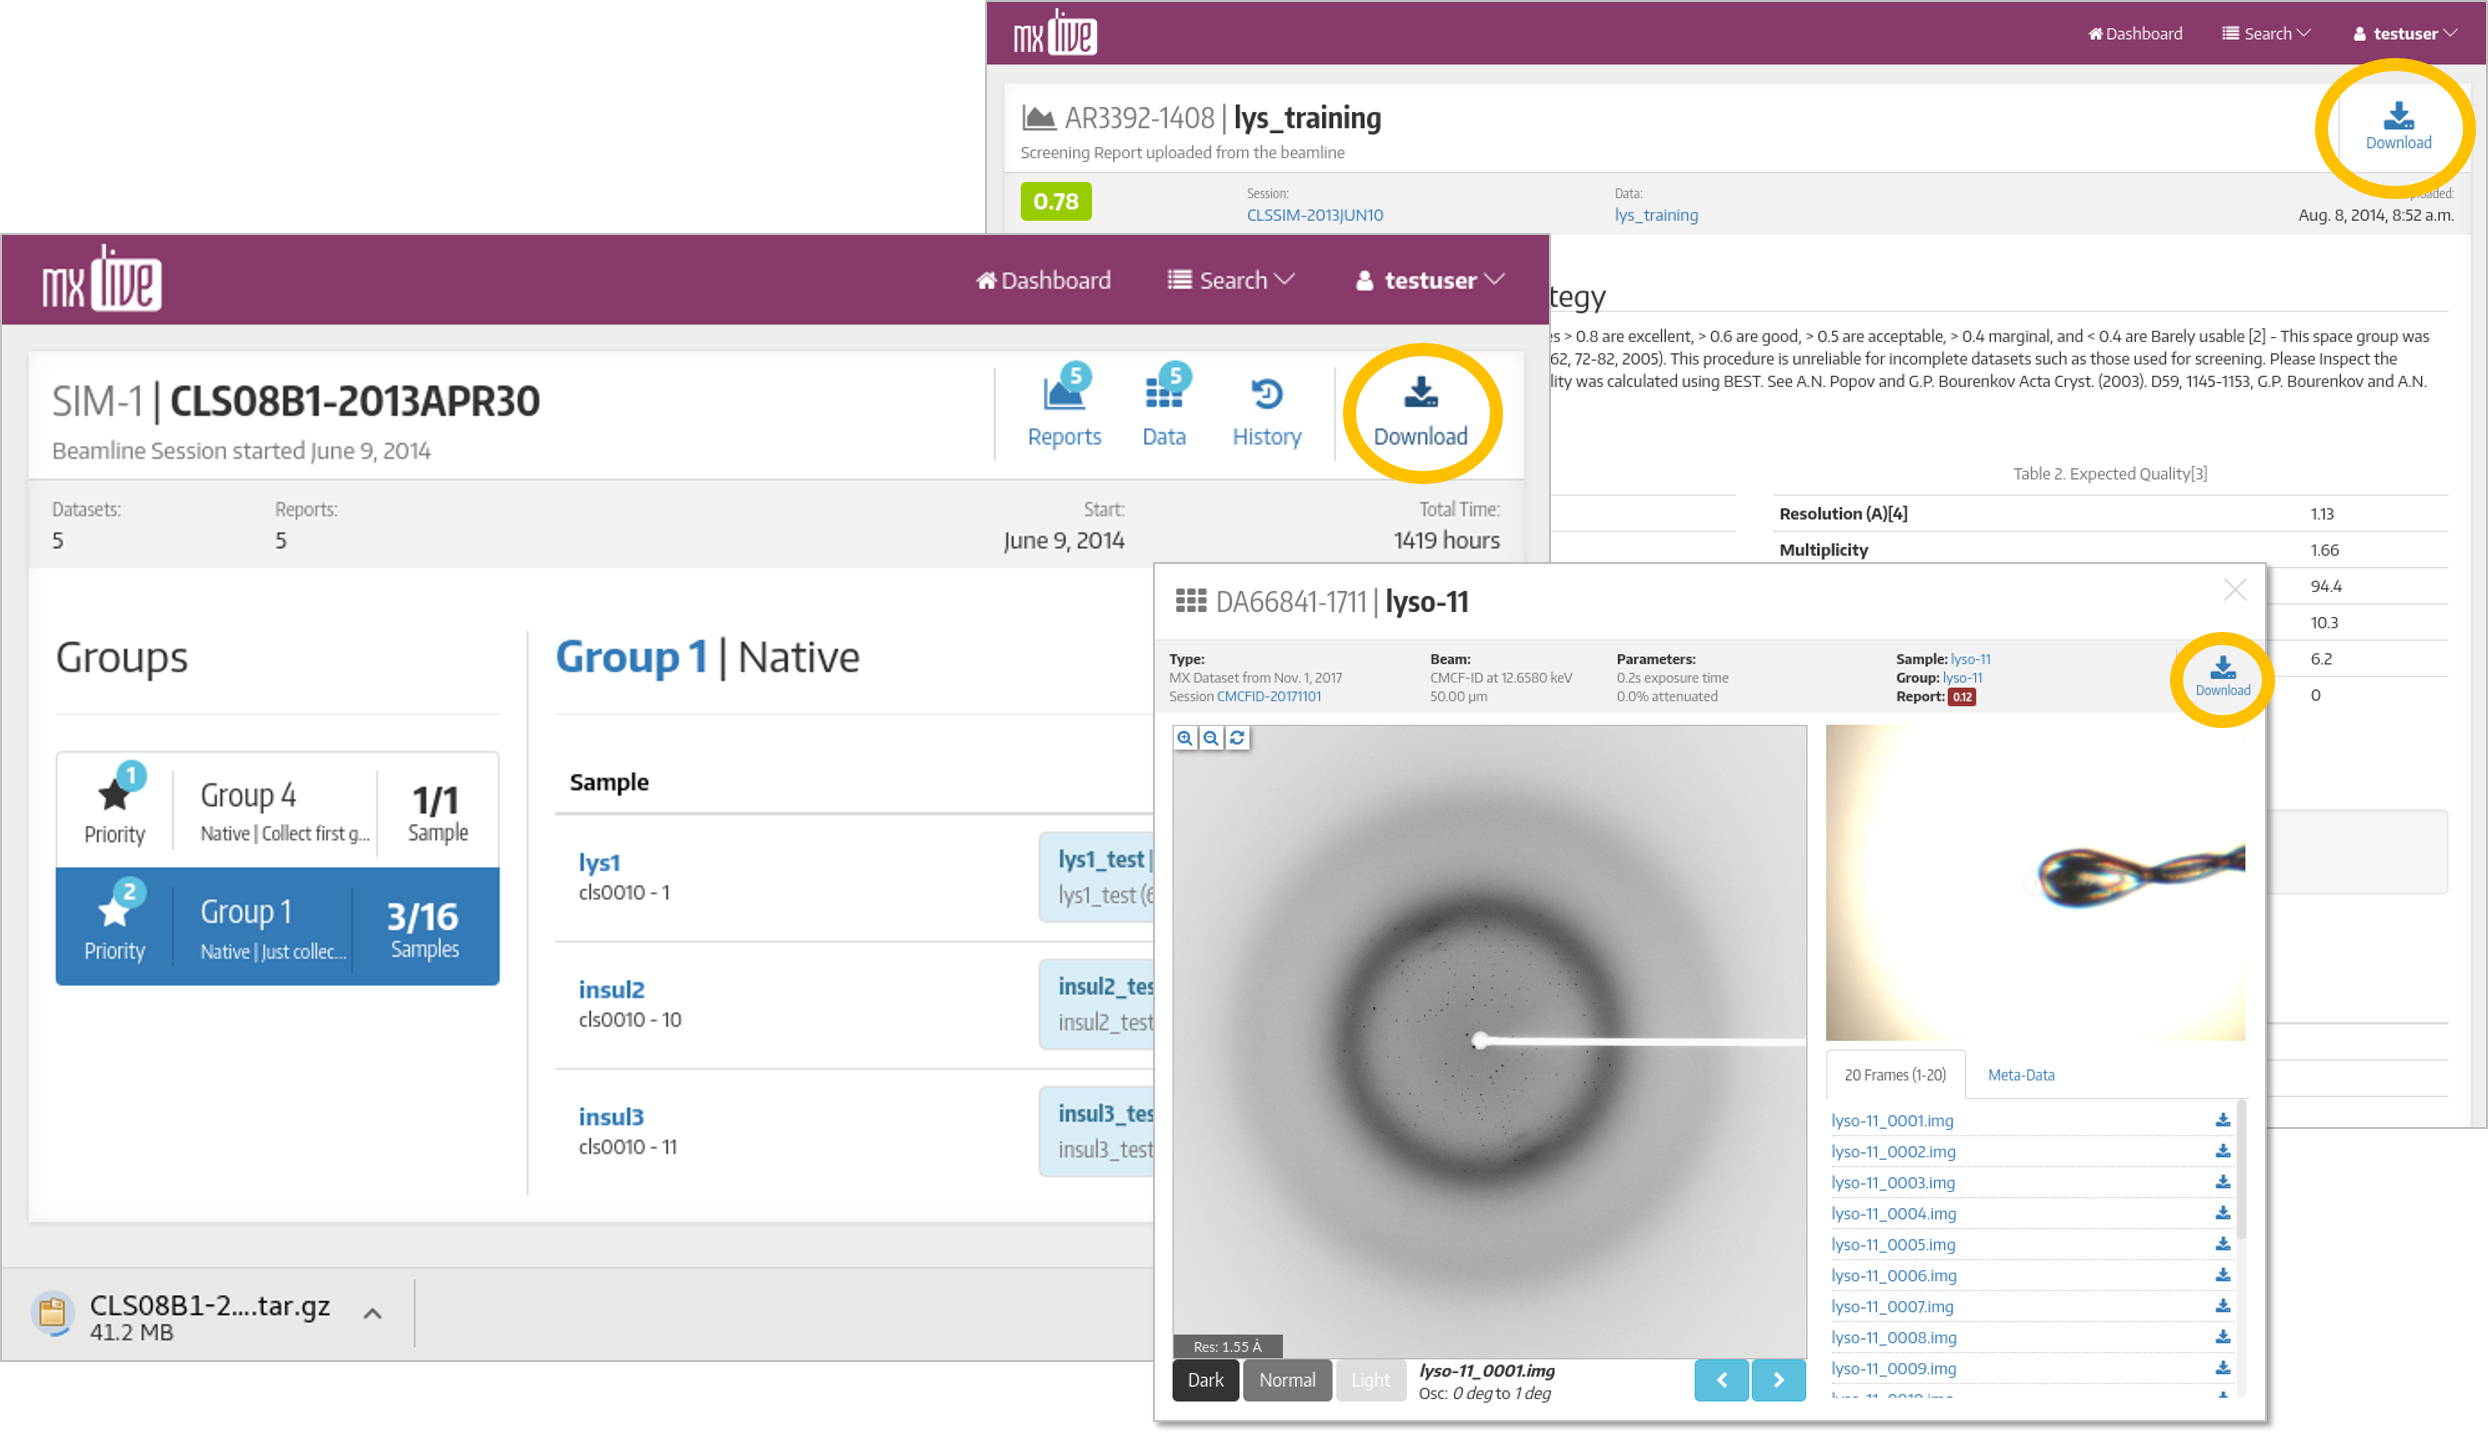 mx live
Dashboard
Search
testuser
AR3392-1408 | lys_training
Screening Report uploaded from the beamline
Download
0.78
Session:
CLSSIM-2013JUN10
Data:
lys_training
Aug. 8, 2014, 8:52 a.m.
> 0.8 are excellent, > 0.6 are good, > 0.5 are acceptable, > 0.4 marginal, and < 0.4 are Barely usable [2] - This space group was
62, 72-82, 2005). This procedure is unreliable for incomplete datasets such as those used for screening. Please Inspect the
was calculated using BEST. See A.N. Popov and G.P. Bourenkov Acta Cryst. (2003). D59, 1145-1153, G.P. Bourenkov and A.N.
Table 2. Expected Quality[3]
Resolution (A)[4] 1.13
Multiplicity 1.66
94.4
10.3
6.2
0
mx live
Dashboard
Search
testuser
SIM-1 | CLS08B1-2013APR30
Beamline Session started June 9, 2014
5
Reports
5
Data
History
Download
Datasets:
5
Reports:
5
Start:
June 9, 2014
Total Time:
1419 hours
Groups
1
Priority
Group 4
Native | Collect first g...
1/1
Sample
2
Priority
Group 1
Native | Just collec...
3/16
Samples
Group 1 | Native
Sample
lys1
cls0010 - 1
lys1_test |
lys1_test (6
insul2
cls0010 - 10
insul2_tes
insul2_test
insul3
cls0010 - 11
insul3_tes
insul3_test
CLS08B1-2....tar.gz
41.2 MB
DA66841-1711 | lyso-11
Type:
MX Dataset from Nov. 1, 2017
Session CMCFID-20171101
Beam:
CMCF-ID at 12.6580 keV
50.00 µm
Parameters:
0.2s exposure time
0.0% attenuated
Sample: lyso-11
Group: lyso-11
Report: 0.12
Download
Res: 1.55 Å
Dark
Normal
Light
lyso-11_0001.img
Osc: 0 deg to 1 deg
20 Frames (1-20)
Meta-Data
lyso-11_0001.img
lyso-11_0002.img
lyso-11_0003.img
lyso-11_0004.img
lyso-11_0005.img
lyso-11_0006.img
lyso-11_0007.img
lyso-11_0008.img
lyso-11_0009.img